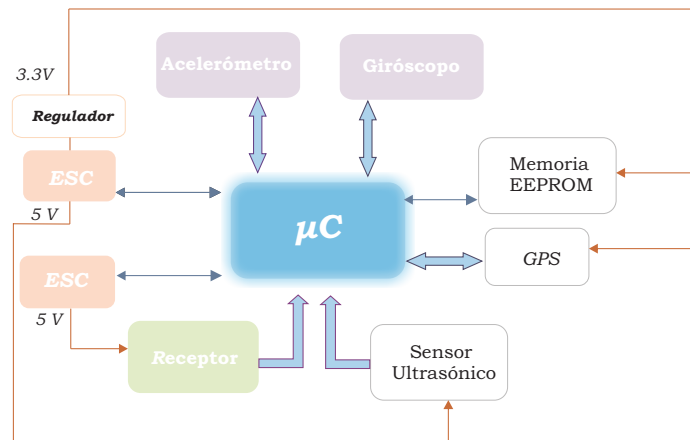 3.3V
Acelerómetro
Giróscopo
Regulador
ESC
Memoria
EEPROM
5 V
μC
GPS
ESC
5 V
Receptor
Sensor
Ultrasónico